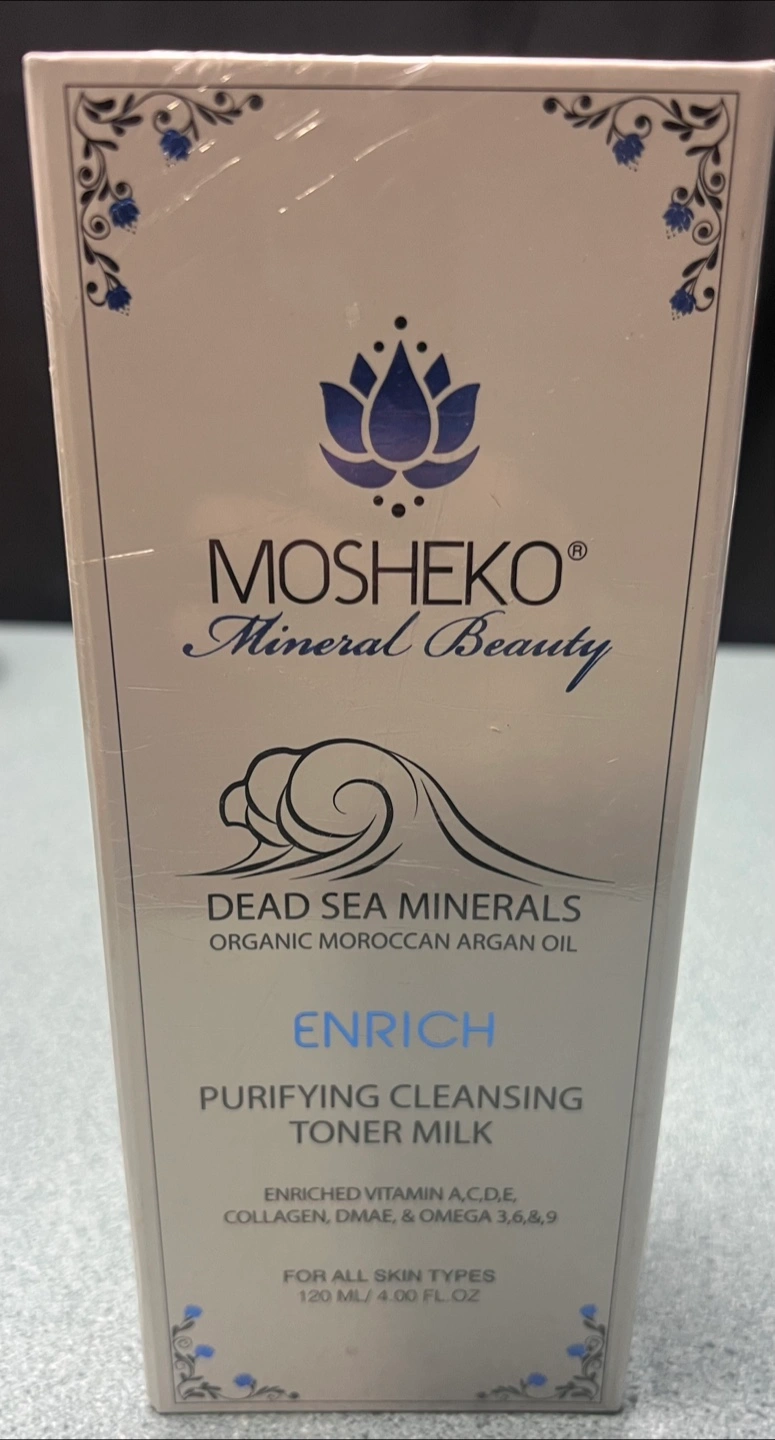 MOSHEKO®
Mineral Beauty
DEAD SEA MINERALS
ORGANIC MOROCCAN ARGAN OIL
ENRICH
PURIFYING CLEANSING
TONER MILK
ENRICHED VITAMIN A,C,D,E,
COLLAGEN, DMAE, & OMEGA 3,6,&,9
FOR ALL SKIN TYPES
120 ML/ 4.00 FL.OZ